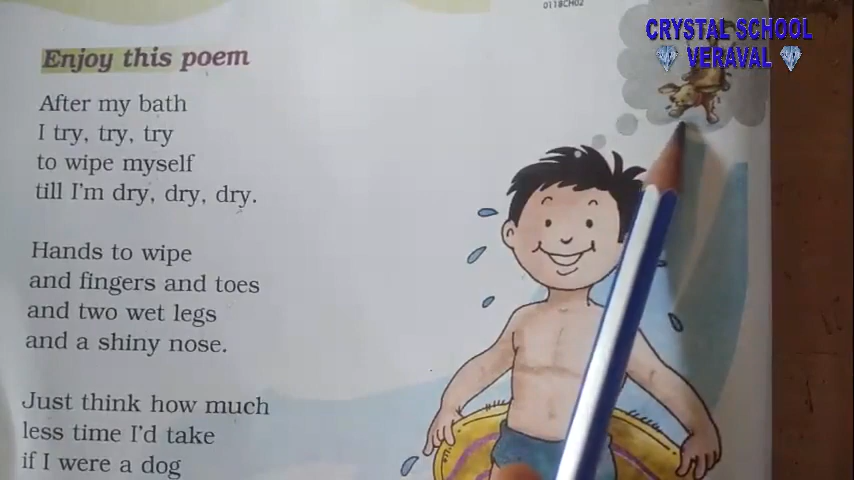 0118CH02
CRYSTAL SCHOOL
VERAVAL
Enjoy this poem
After my bath
I try, try, try
to wipe myself
till I'm dry, dry, dry.
Hands to wipe
and fingers and toes
and two wet legs
and a shiny nose.
Just think how much
less time I'd take
if I were a dog